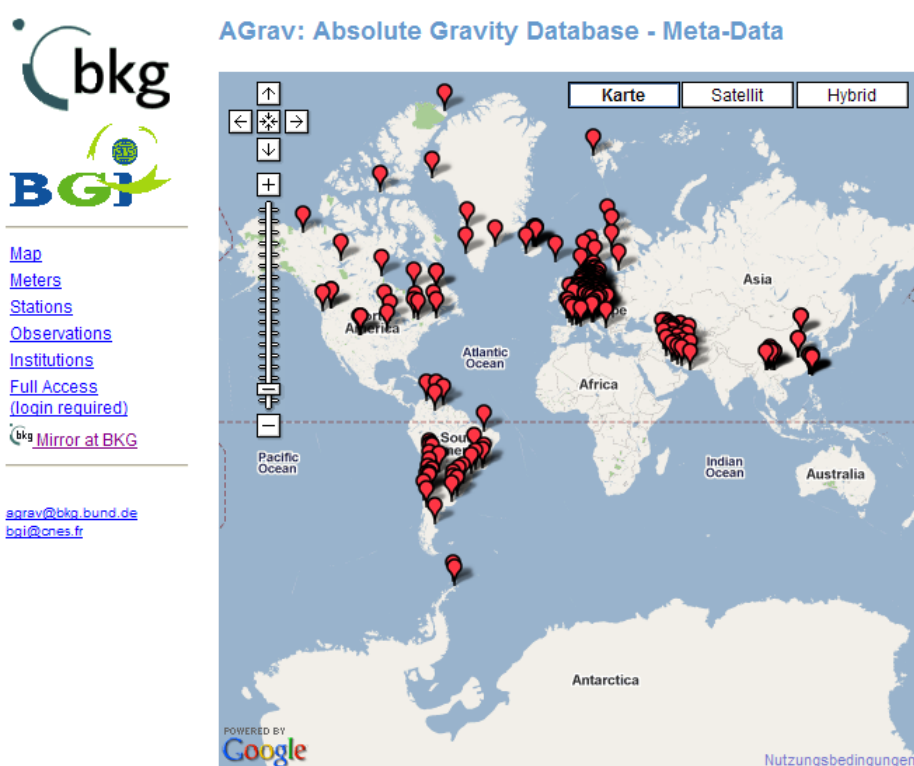 bkg
AGrav: Absolute Gravity Database - Meta-Data
BGI
Map
Meters
Stations
Observations
Institutions
Full Access
(login required)
bkg Mirror at BKG
agrav@bkg.bund.de
bgi@cnes.fr
Karte
Satellit
Hybrid
Asia
America
Atlantic
Ocean
Africa
Pacific
Ocean
Indian
Ocean
Australia
Antarctica
POWERED BY
Google
Nutzungsbedingungen